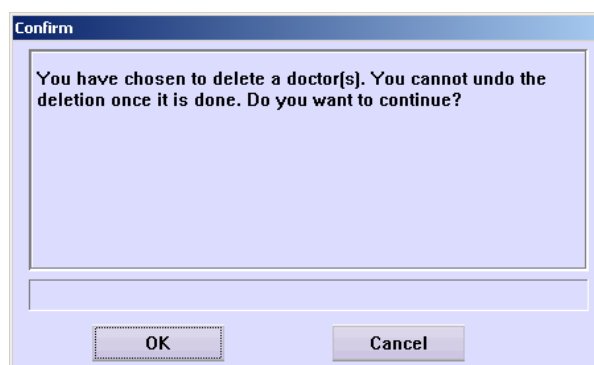 Confirm
You have chosen to delete a doctor(s). You cannot undo the
deletion once it is done. Do you want to continue?
OK
Cancel